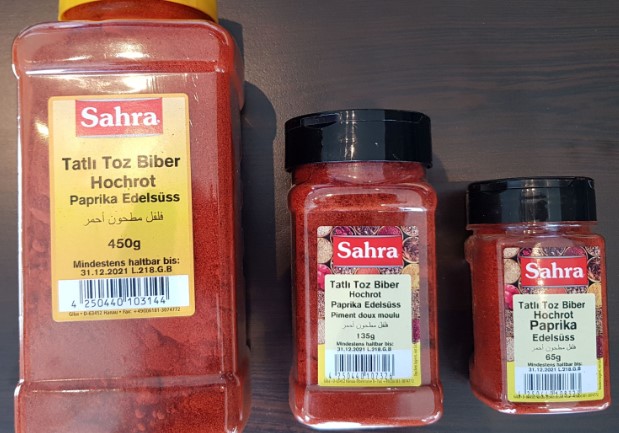 Sahra
Tatlı Toz Biber
Hochrot
Paprika Edelsüss
فلفل مطحون أحمر
450g
Mindestens haltbar bis:
31.12.2021 L.218.G.B
4 250440 103144
Sahra
Tatlı Toz Biber
Hochrot
Paprika Edelsüss
Piment doux moulu
فلفل مطحون أحمر
135g
Mindestens haltbar bis:
31.12.2021 L.218.G.B
Sahra
Tatlı Toz Biber
Hochrot
Paprika
Edelsüss
فلفل مطحون أحمر
65g
Mindestens haltbar bis:
31.12.2021 L.218.G.B